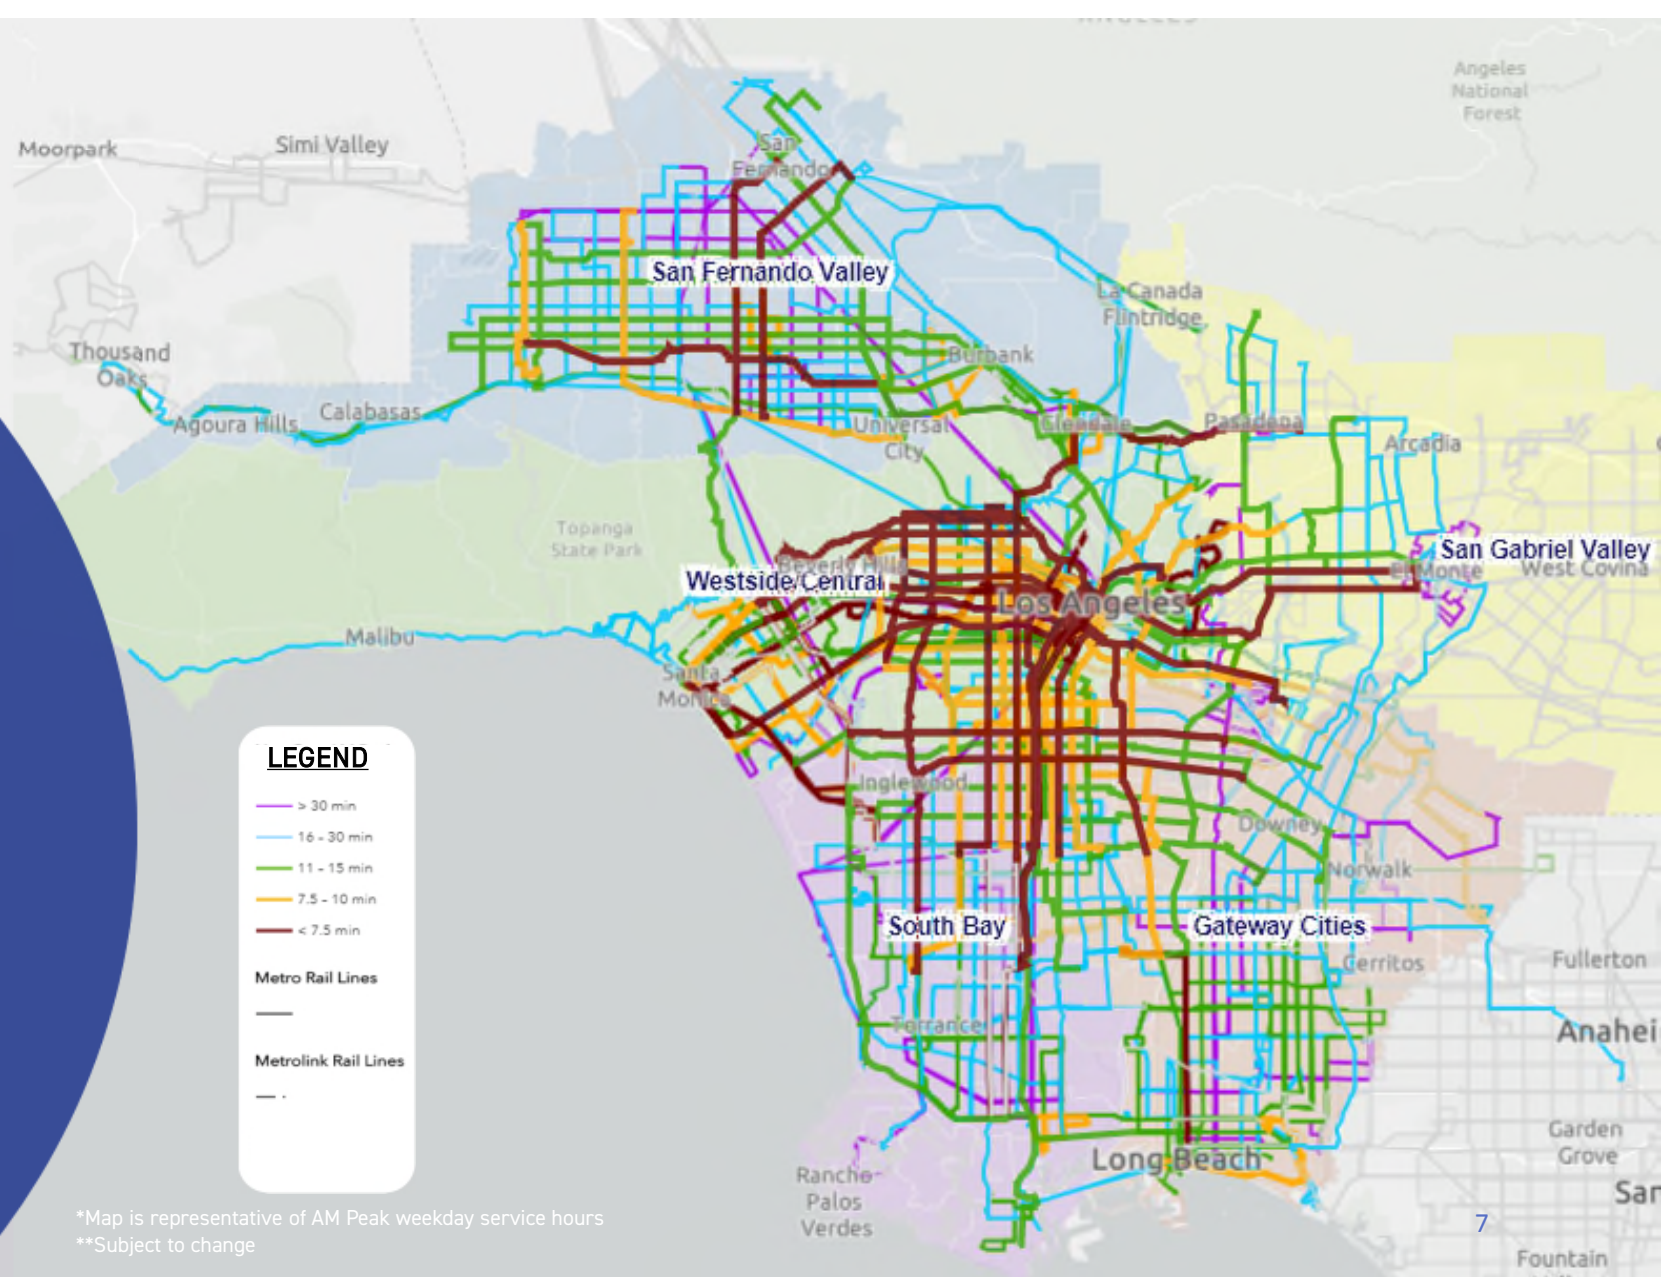 ANGELES
Angeles
National
Forest
Moorpark
Simi Valley
San
Fernando
San Fernando Valley
La Canada
Flintridge
Thousand
Oaks
Burbank
Agoura Hills
Calabasas
Universal
City
Glendale
Pasadena
Arcadia
Topanga
State Park
San Gabriel Valley
Beverly Hills
El Monte
West Covina
Westside/Central
Los Angeles
Malibu
Santa
Monica
LEGEND
> 30 min
16 - 30 min
11 - 15 min
7.5 - 10 min
< 7.5 min
Metro Rail Lines
Metrolink Rail Lines
Inglewood
Downey
Norwalk
South Bay
Gateway Cities
Cerritos
Fullerton
Torrance
Anahei
Garden
Grove
Long Beach
Rancho
Palos
Verdes
San
Fountain
*Map is representative of AM Peak weekday service hours
**Subject to change
7